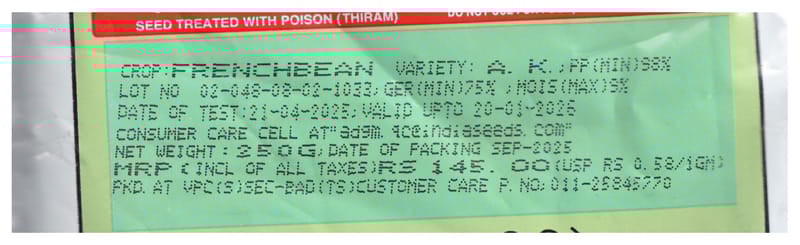 SEED TREATED WITH POISON (THIRAM)
CROP:FRENCHBEAN VARIETY: A. K.;PP(MIN)98%
LOT NO 02-048-08-02-1033;GER(MIN)75% ;MOIS(MAX)9%
DATE OF TEST:21-04-2025;VALID UPTO 20-01-2026
CONSUMER CARE CELL AT"adgm.qc@indiaseeds.com"
NET WEIGHT:250G;DATE OF PACKING SEP-2025
MRP(INCL OF ALL TAXES)RS 145.00(USP RS 0.58/1GM)
PKD. AT VPC(S)SEC-BAD(TS)CUSTOMER CARE P. NO:011-25845770